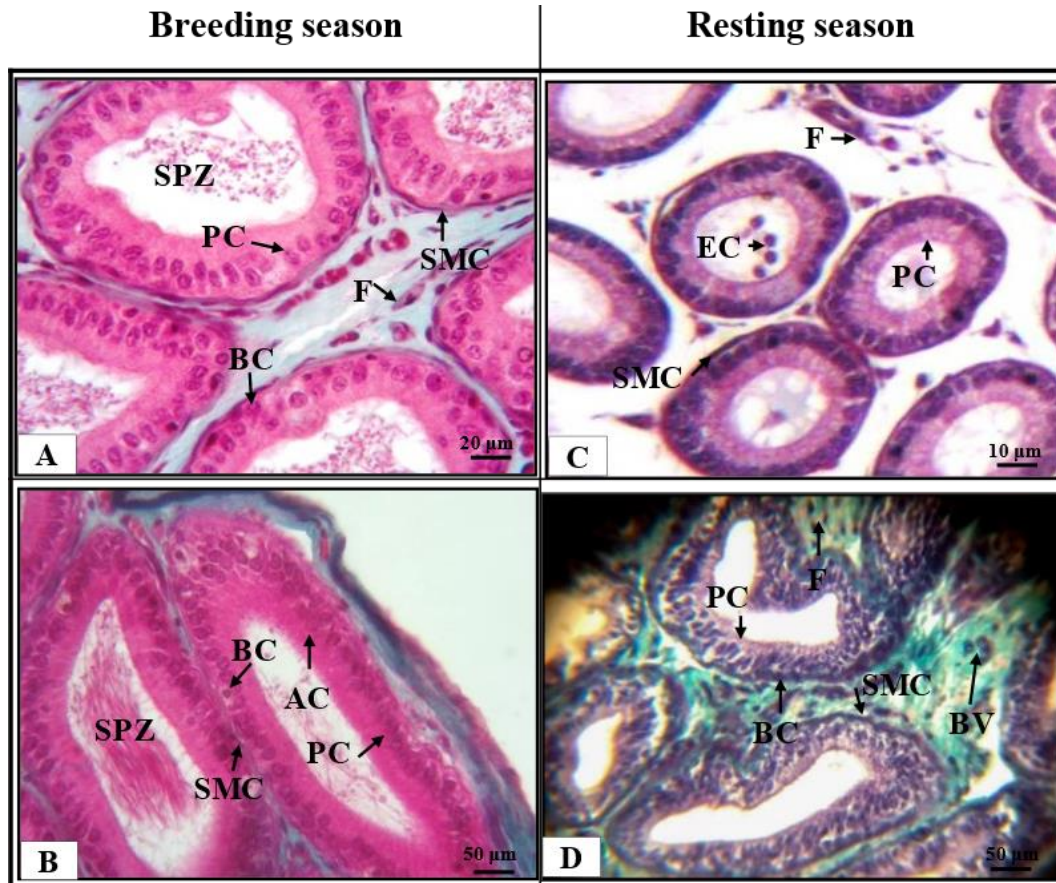 Breeding season
Resting season
SPZ
PC
SMC
F
BC
A
20 µm
F
EC
PC
SMC
C
10 µm
BC
AC
SPZ
PC
SMC
B
50 µm
F
PC
SMC
BC
BV
D
50 µm